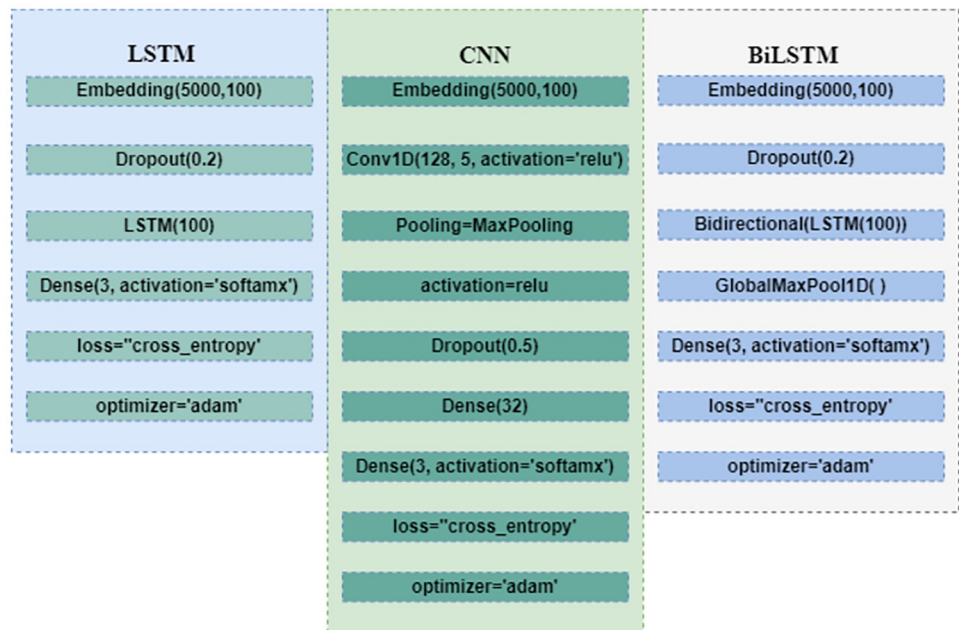 LSTM
Embedding(5000,100)
Dropout(0.2)
LSTM(100)
Dense(3, activation='softamx')
loss="cross_entropy'
optimizer='adam'
CNN
Embedding(5000,100)
Conv1D(128, 5, activation='relu')
Pooling=MaxPooling
activation=relu
Dropout(0.5)
Dense(32)
Dense(3, activation='softamx')
loss="cross_entropy'
optimizer='adam'
BiLSTM
Embedding(5000,100)
Dropout(0.2)
Bidirectional(LSTM(100))
GlobalMaxPool1D( )
Dense(3, activation='softamx')
loss="cross_entropy'
optimizer='adam'